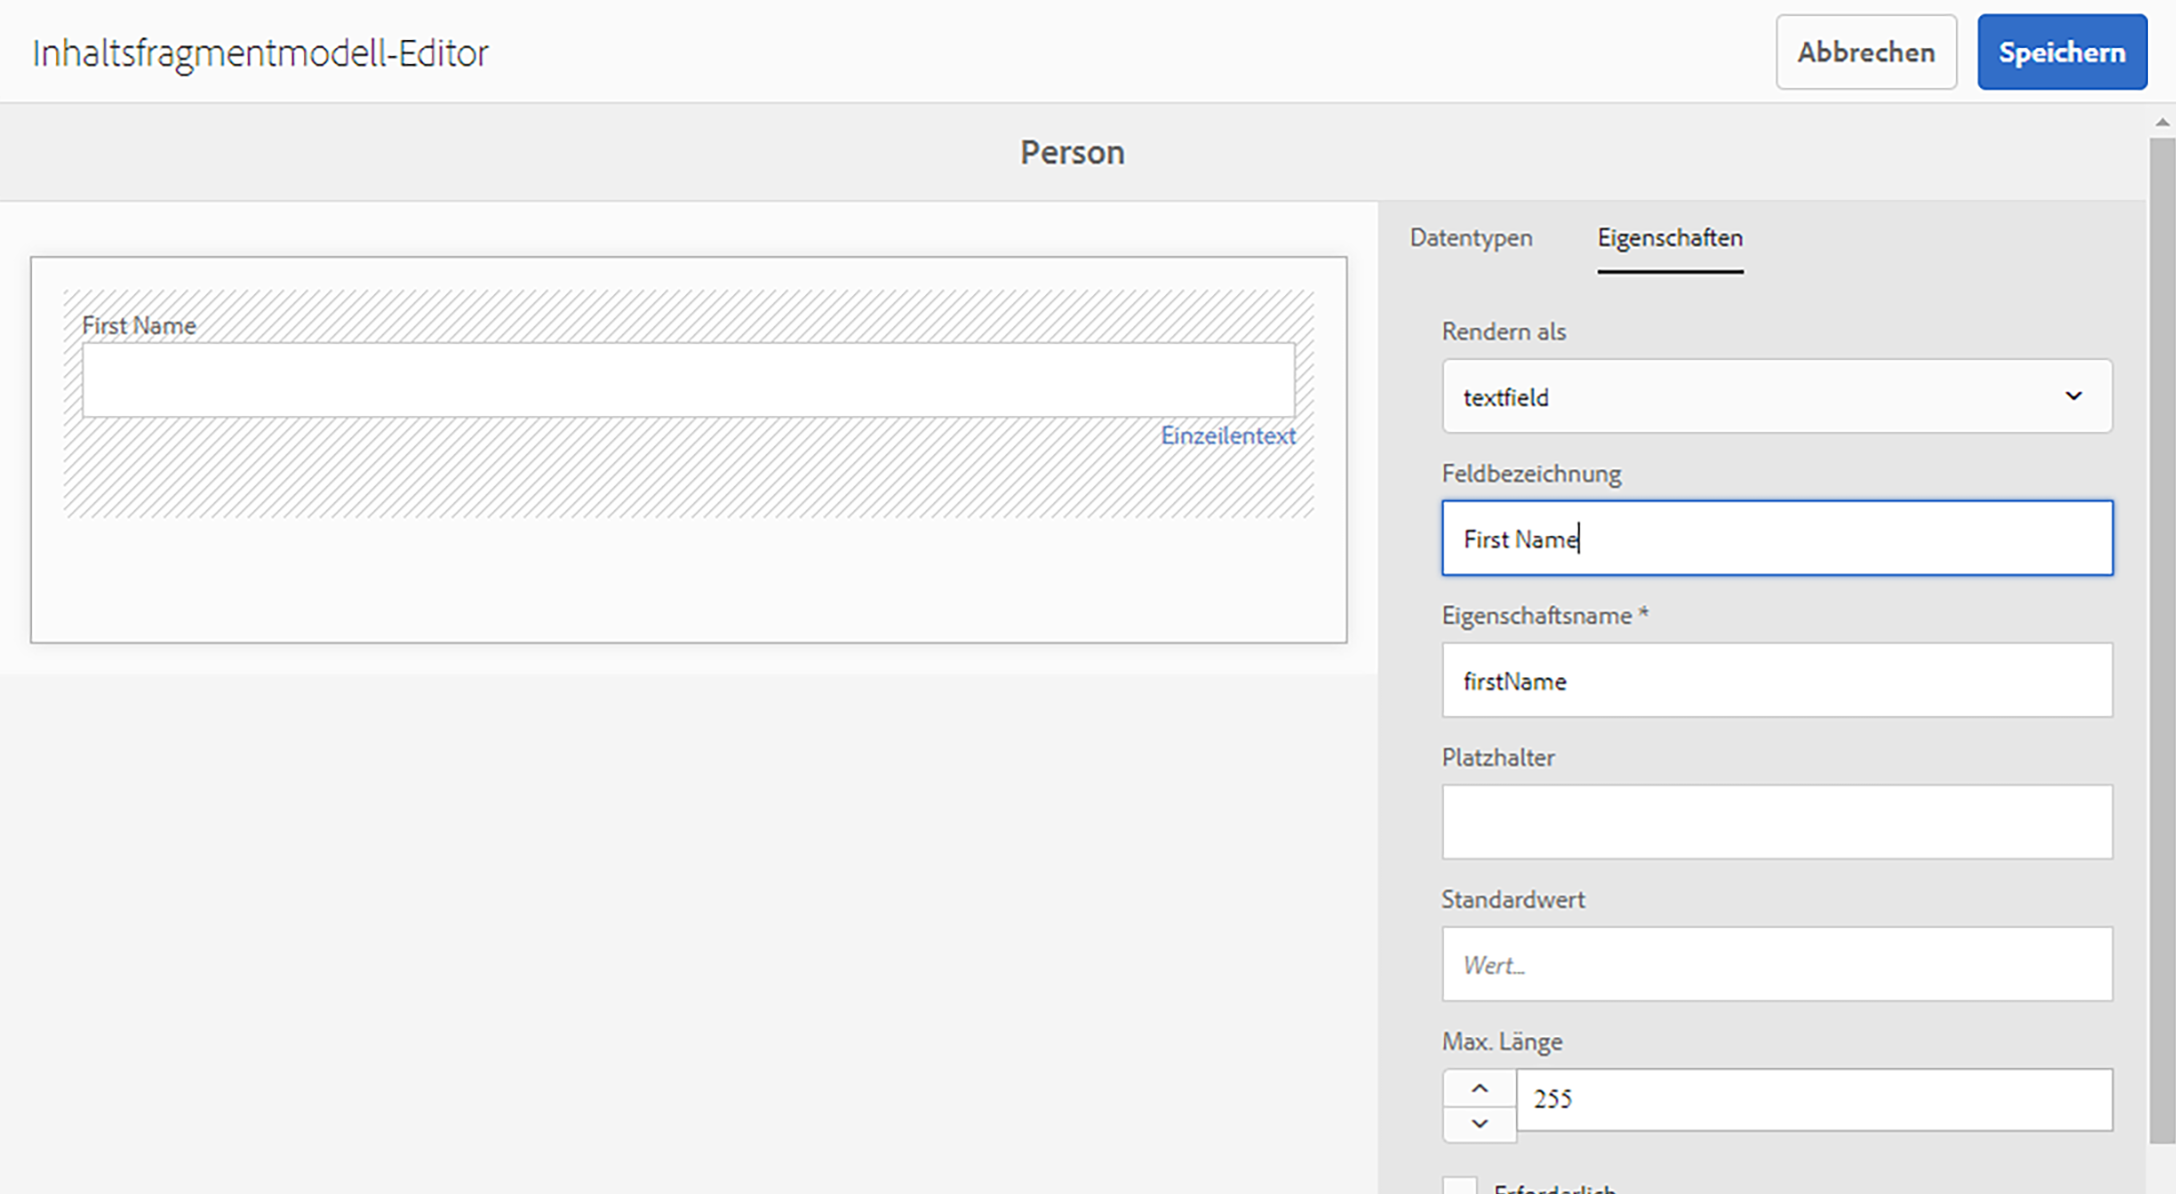 Inhaltsfragmentmodell-Editor
Abbrechen
Speichern
Person
First Name
Einzeilentext
Datentypen
Eigenschaften
Rendern als
textfield
Feldbezeichnung
First Name
Eigenschaftsname *
firstName
Platzhalter
Standardwert
Wert...
Max. Länge
255
Erforderlich